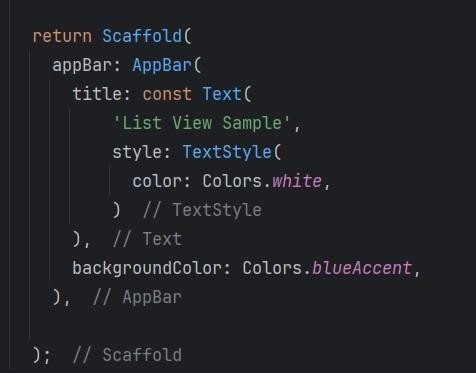 return Scaffold(
appBar: AppBar(
title: const Text(
'List View Sample',
style: TextStyle(
color: Colors.white,
)  // TextStyle
),  // Text
backgroundColor: Colors.blueAccent,
),  // AppBar
);  // Scaffold